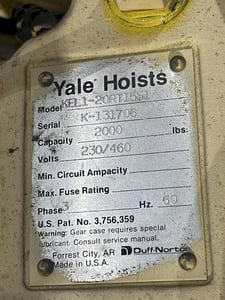 Yale Hoists
Model KEL1-20RT15S1
Serial K-131706
Capacity 2000 lbs.
Volts 230/460
Min. Circuit Ampacity
Max. Fuse Rating
Phase 3 Hz. 60
U.S. Pat. No. 3,756,359
Warning: Gear case requires special
lubricant. Consult service manual.
Forrest City, AR Duff-Norton
Made in U.S.A.